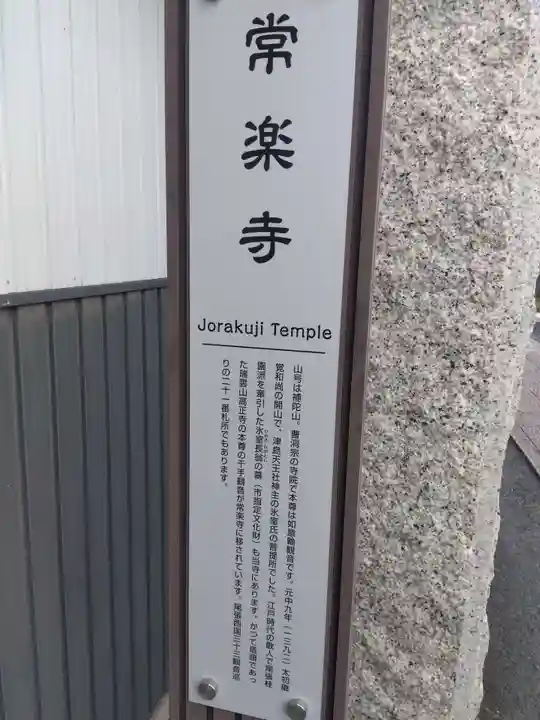 常楽寺
Jorakuji Temple
山号は補陀山。曹洞宗の寺院で本尊は如意輪観音です。元中九年(一三九二)太初継
覚和尚の開山で、津島天王社神主の氷室氏の菩提所でした。江戸時代の歌人で尾張桂
園派を牽引した氷室長翁の墓(市指定文化財)も当寺にあります。かつて
た瑞雲山高正寺の本尊の千手観音が常楽寺に移されています。尾張西国三十三観音巡
りの二十一番札所でもあります。